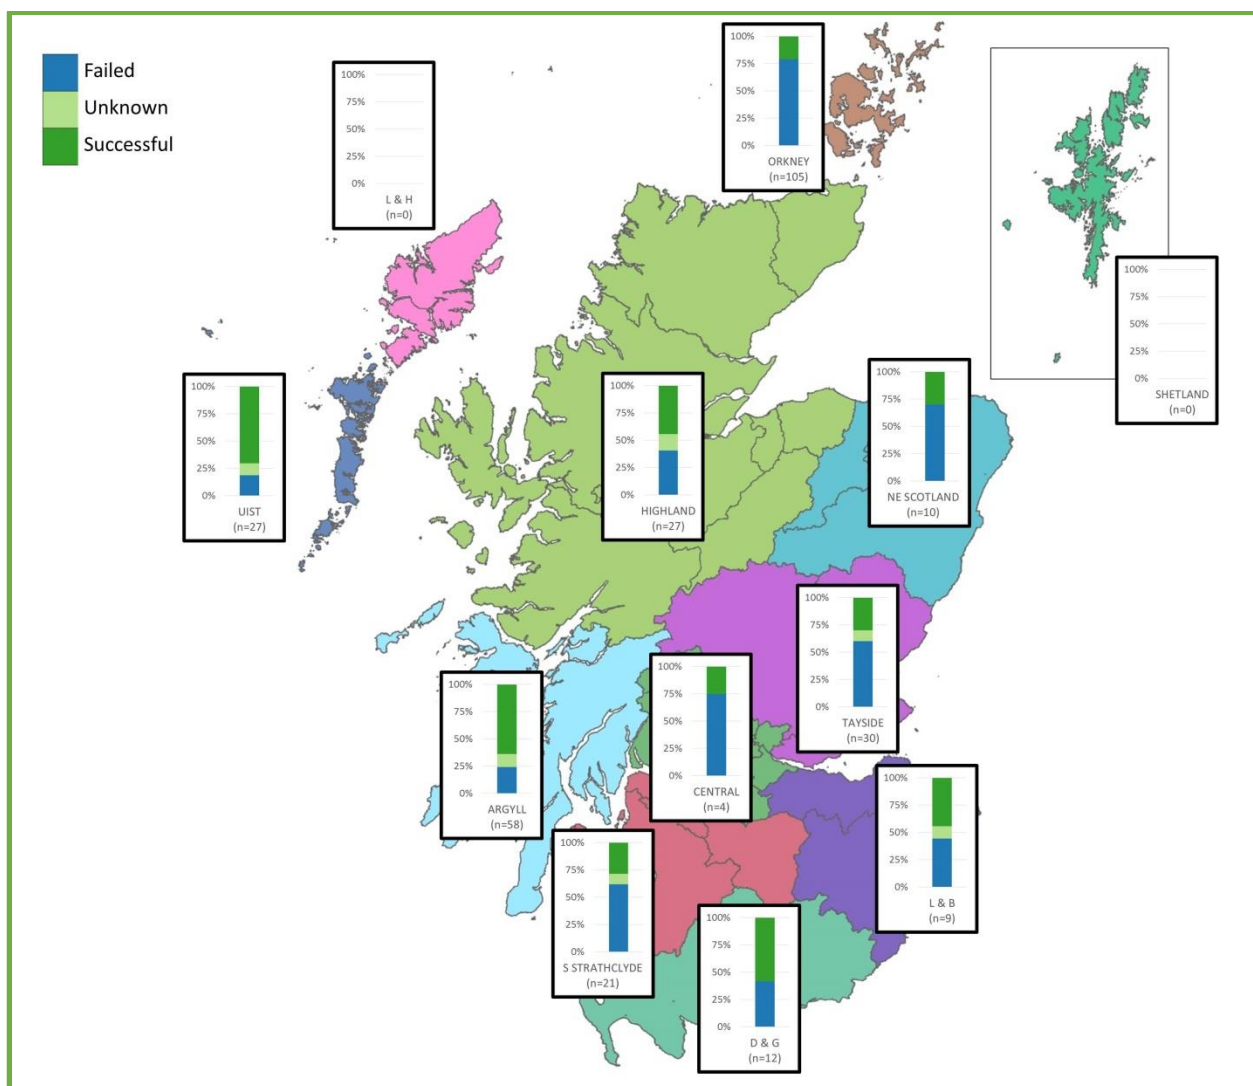 Failed
Unknown
Successful
100%
75%
50%
25%
0%
L & H
(n=0)
100%
75%
50%
25%
0%
ORKNEY
(n=105)
100%
75%
50%
25%
0%
SHETLAND
(n=0)
100%
75%
50%
25%
0%
UIST
(n=27)
100%
75%
50%
25%
0%
HIGHLAND
(n=27)
100%
75%
50%
25%
0%
NE SCOTLAND
(n=10)
100%
75%
50%
25%
0%
TAYSIDE
(n=30)
100%
75%
50%
25%
0%
ARGYLL
(n=58)
100%
75%
50%
25%
0%
CENTRAL
(n=4)
100%
75%
50%
25%
0%
L & B
(n=9)
100%
75%
50%
25%
0%
S STRATHCLYDE
(n=21)
100%
75%
50%
25%
0%
D & G
(n=12)